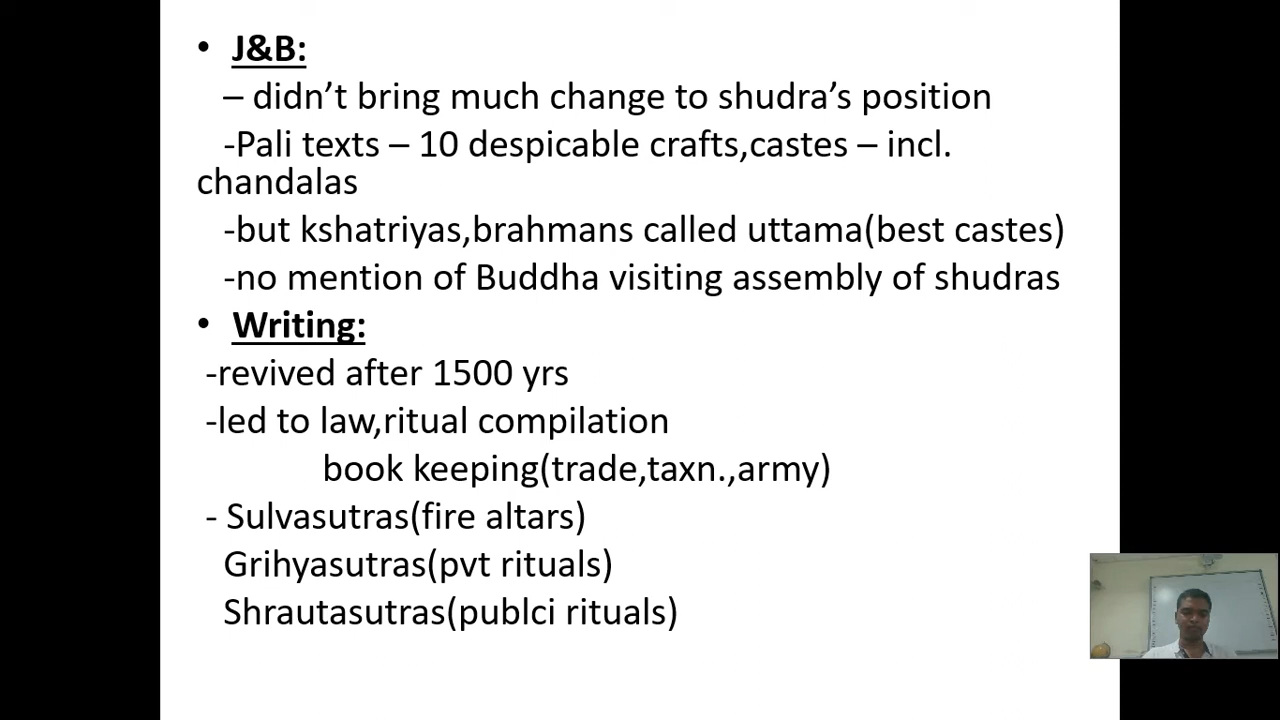 • J&B:
– didn’t bring much change to shudra’s position
-Pali texts – 10 despicable crafts,castes – incl.
chandalas
-but kshatriyas,brahmans called uttama(best castes)
-no mention of Buddha visiting assembly of shudras
• Writing:
-revived after 1500 yrs
-led to law,ritual compilation
book keeping(trade,taxn.,army)
- Sulvasutras(fire altars)
Grihyasutras(pvt rituals)
Shrautasutras(publci rituals)